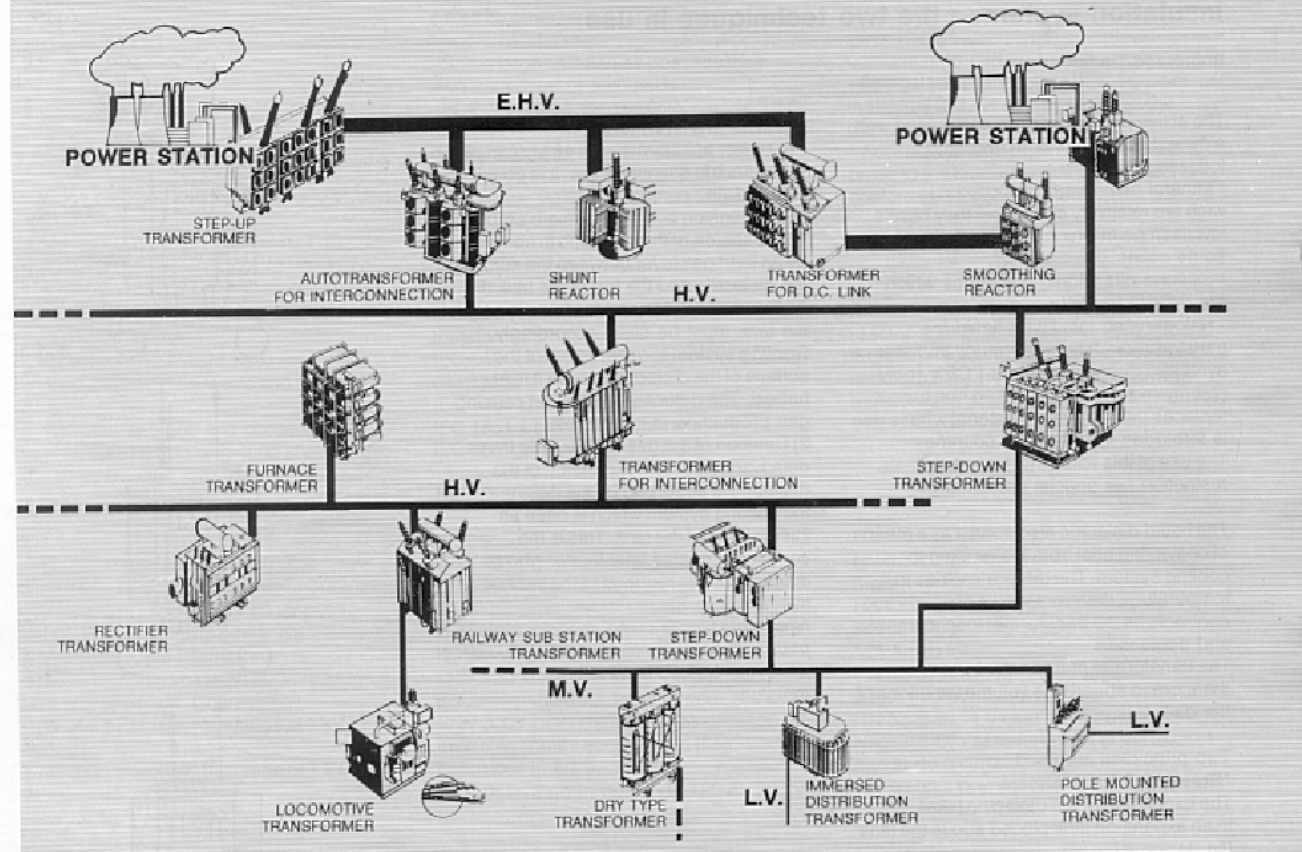 E.H.V.
POWER STATION
POWER STATION
STEP-UP
TRANSFORMER
AUTOTRANSFORMER
FOR INTERCONNECTION
SHUNT
REACTOR
TRANSFORMER
FOR D.C. LINK
SMOOTHING
REACTOR
H.V.
FURNACE
TRANSFORMER
TRANSFORMER
FOR INTERCONNECTION
STEP-DOWN
TRANSFORMER
H.V.
RECTIFIER
TRANSFORMER
RAILWAY SUB STATION
TRANSFORMER
STEP-DOWN
TRANSFORMER
M.V.
L.V.
LOCOMOTIVE
TRANSFORMER
DRY TYPE
TRANSFORMER
L.V.
IMMERSED
DISTRIBUTION
TRANSFORMER
POLE MOUNTED
DISTRIBUTION
TRANSFORMER